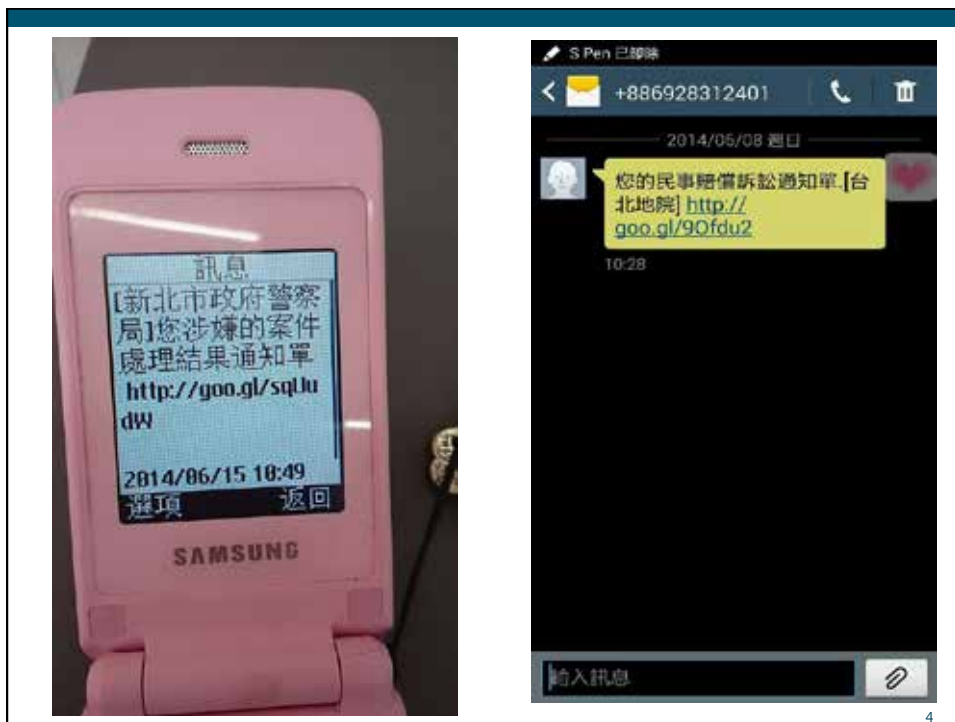 訊息
[新北市政府警察
局]您涉嫌的案件
處理結果通知單
http://goo.gl/sqUu
dW
2014/06/15 10:49
選項 返回
SAMSUNG
S Pen 已移除
+886928312401
2014/06/08 週日
您的民事賠償訴訟通知單.[台
北地院] http://
goo.gl/9Ofdu2
10:28
輸入訊息
4